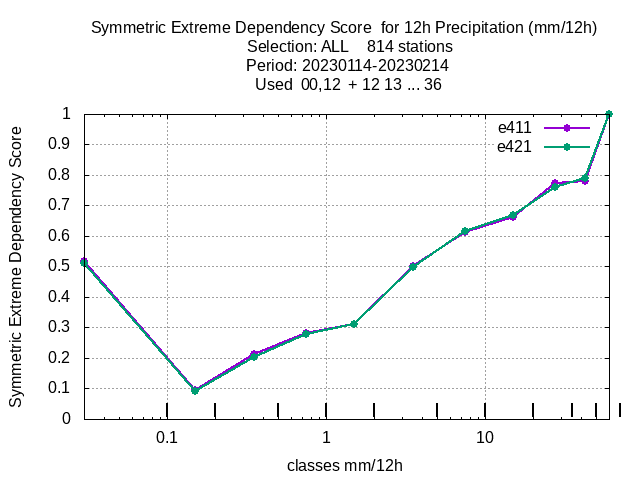 Symmetric Extreme Dependency Score  for 12h Precipitation (mm/12h)
Selection: ALL    814 stations
Period: 20230114-20230214
Used  00,12  + 12 13 ... 36
Symmetric Extreme Dependency Score
1
0.9
0.8
0.7
0.6
0.5
0.4
0.3
0.2
0.1
0
e411
e421
0.1
1
10
classes mm/12h